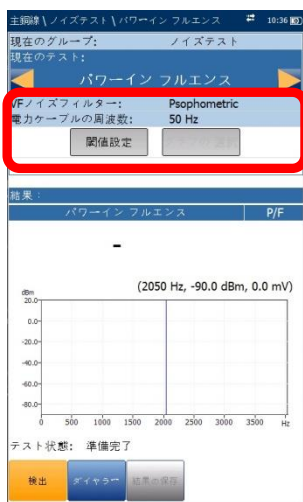 主銅線 \ ノイズテスト \ パワーイン フルエンス 10:36
現在のグループ: ノイズテスト
現在のテスト:
パワーイン フルエンス
VFノイズフィルター: Psophometric
電力ケーブルの周波数: 50 Hz
閾値設定
結果:
パワーイン フルエンス P/F
-
(2050 Hz, -90.0 dBm, 0.0 mV)
dBm
20.0
0.0
-20.0
-40.0
-60.0
-80.0
0 500 1000 1500 2000 2500 3000 3500 Hz
テスト状態: 準備完了
検出 ダイヤラー 結果の保存